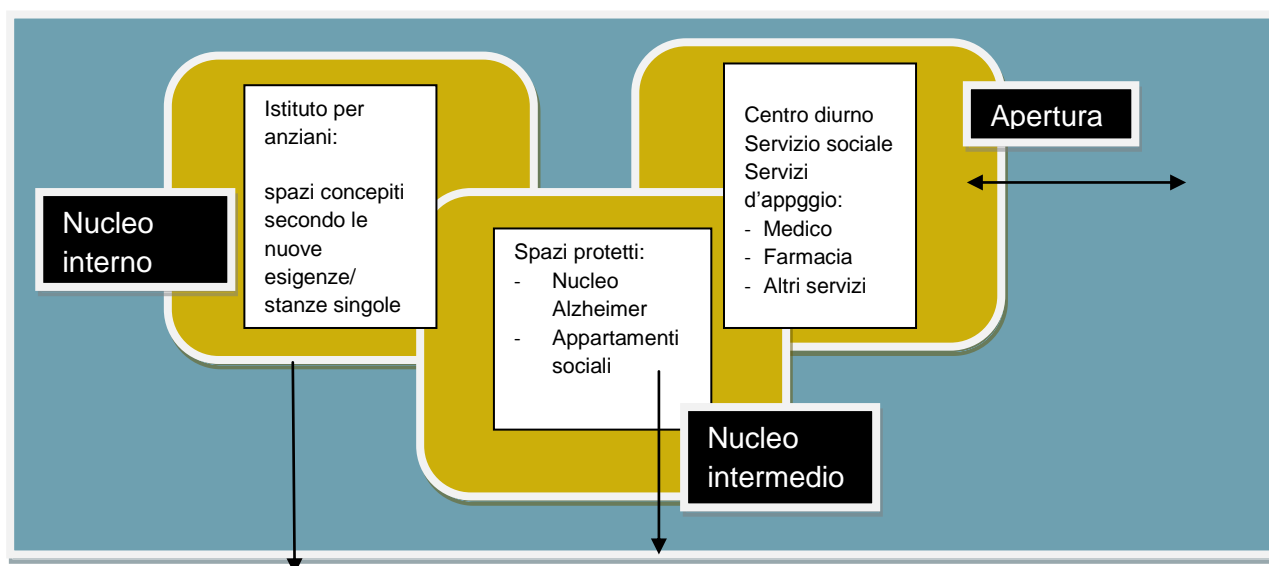 Nucleo
interno
Istituto per
anziani:
spazi concepiti
secondo le
nuove
esigenze/
stanze singole
Spazi protetti:
- Nucleo
Alzheimer
- Appartamenti
sociali
Nucleo
intermedio
Centro diurno
Servizio sociale
Servizi
d’appggio:
- Medico
- Farmacia
- Altri servizi
Apertura